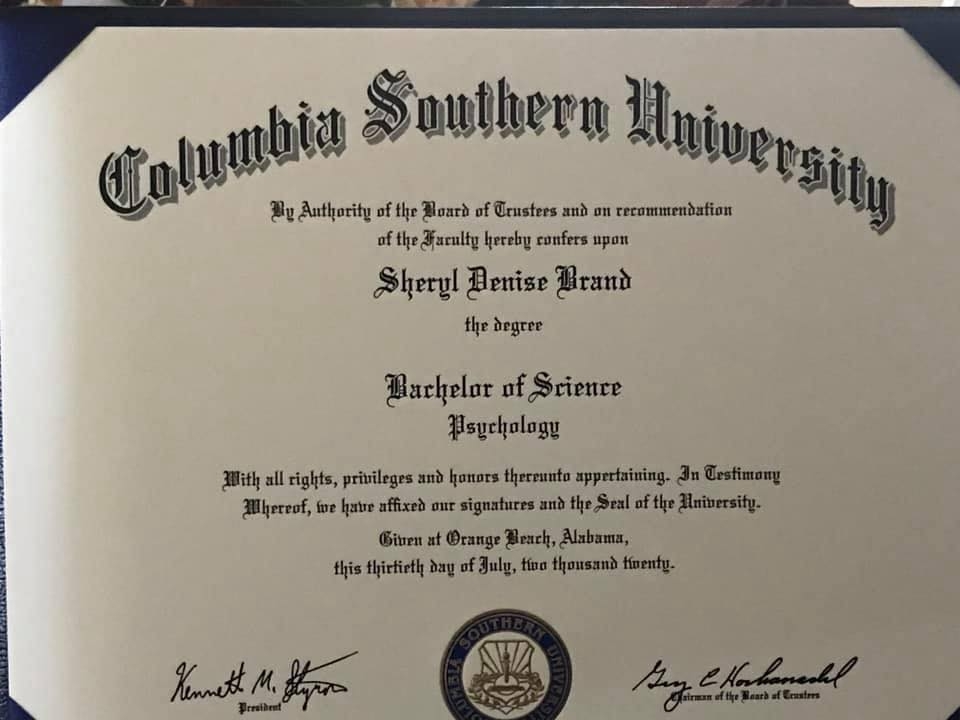 Columbia Southern University
By Authority of the Board of Trustees and on recommendation
of the Faculty hereby confers upon
Sheryl Denise Brand
the degree
Bachelor of Science
Psychology
With all rights, privileges and honors thereunto appertaining. In Testimony
Whereof, we have affixed our signatures and the Seal of the University.
Given at Orange Beach, Alabama,
this thirtieth day of July, two thousand twenty.
SOUTHERN
Kennett M. Styron
President
Chairman of the Board of Trustees